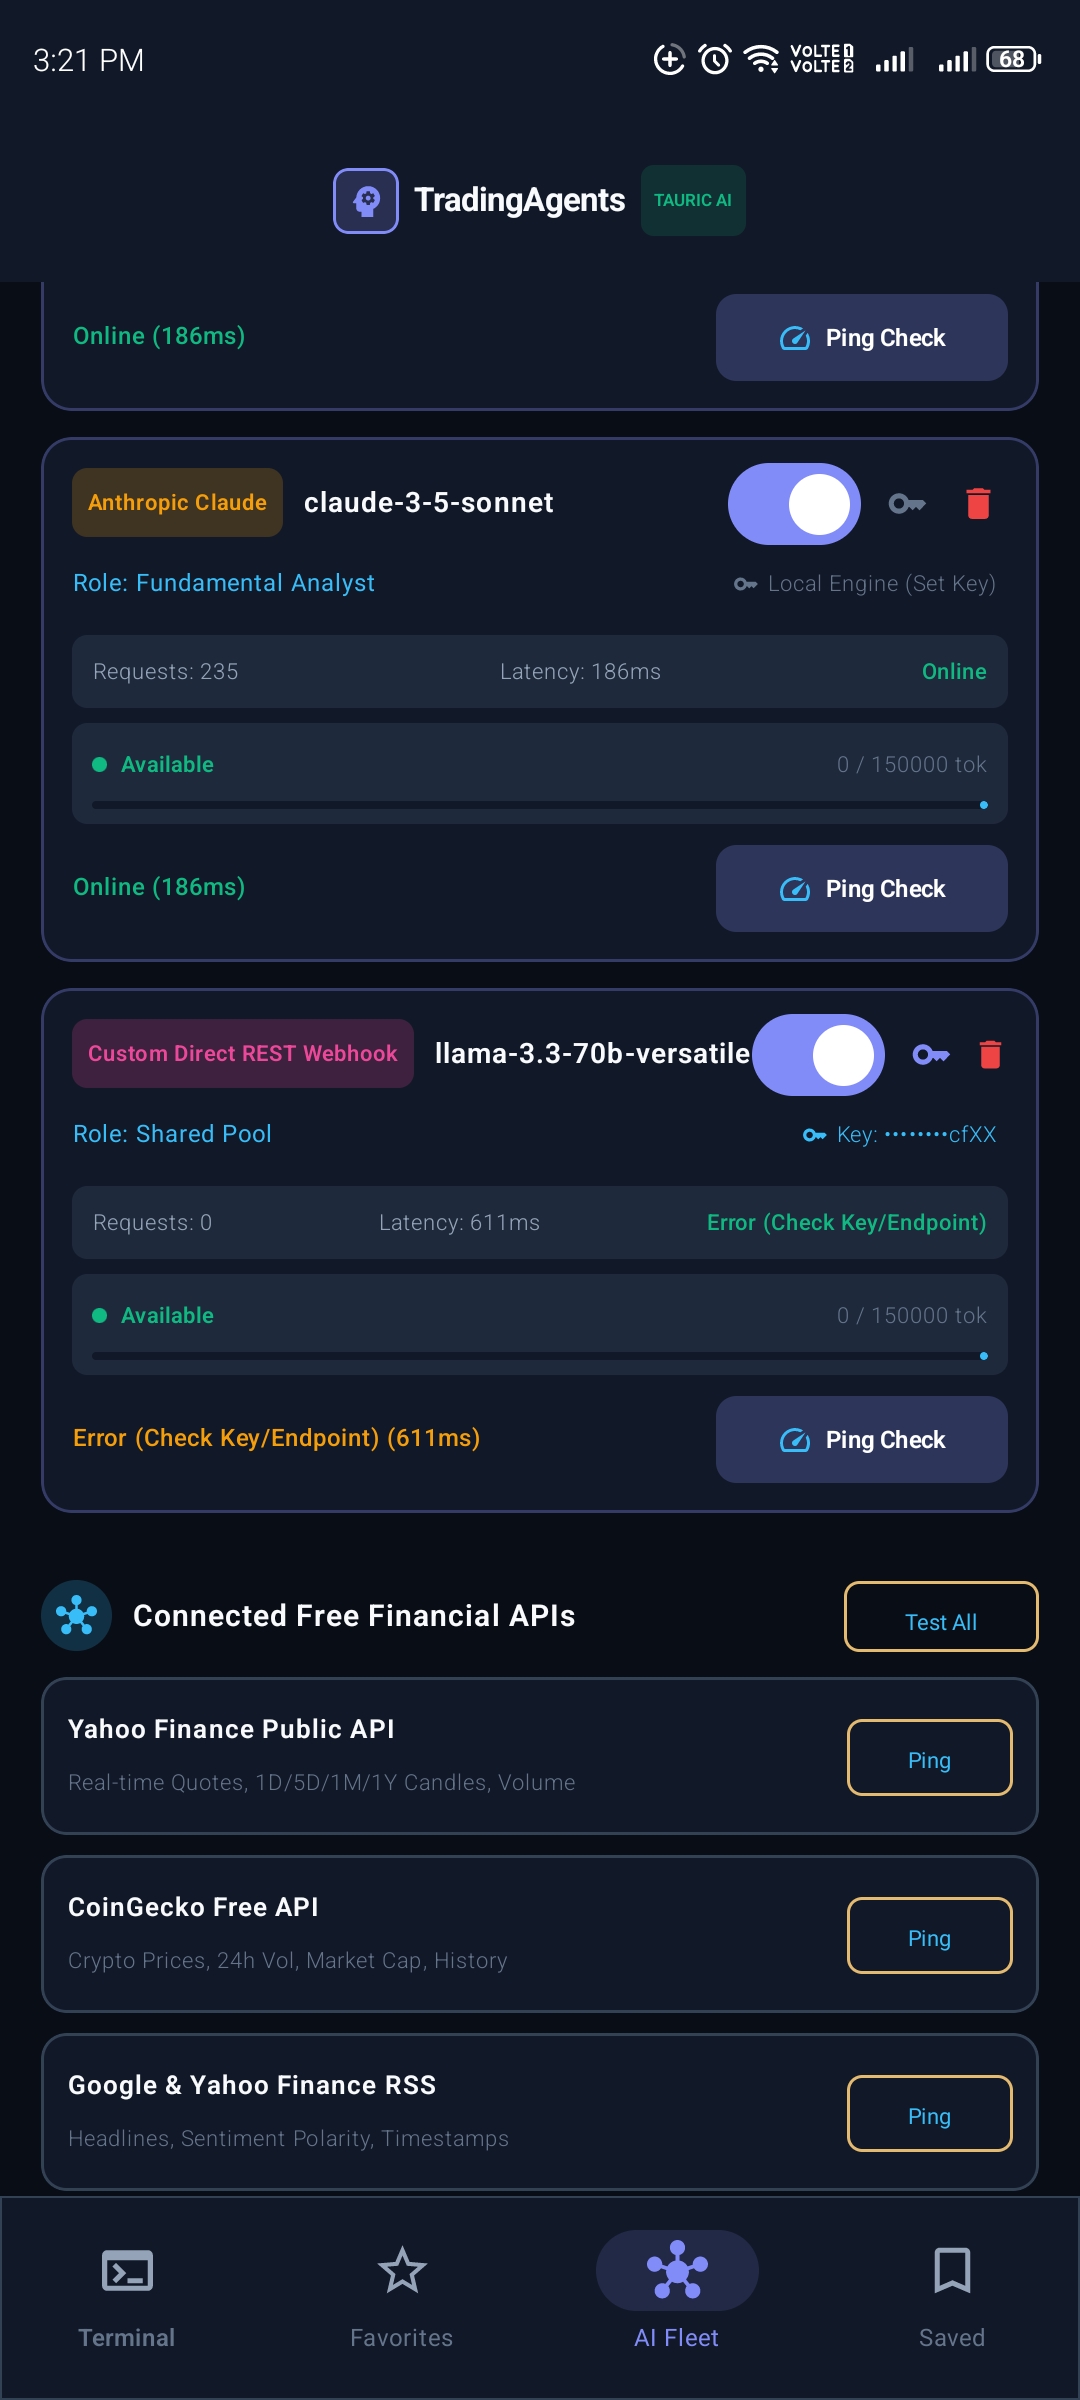 3:21 PM
VoLTE 1
VoLTE 2
68
TradingAgents
TAURIC AI
Online (186ms)
Ping Check
Anthropic Claude
claude-3-5-sonnet
Role: Fundamental Analyst
Local Engine (Set Key)
Requests: 235
Latency: 186ms
Online
Available
0 / 150000 tok
Online (186ms)
Ping Check
Custom Direct REST Webhook
llama-3.3-70b-versatile
Role: Shared Pool
Key: ••••••••cfXX
Requests: 0
Latency: 611ms
Error (Check Key/Endpoint)
Available
0 / 150000 tok
Error (Check Key/Endpoint) (611ms)
Ping Check
Connected Free Financial APIs
Test All
Yahoo Finance Public API
Real-time Quotes, 1D/5D/1M/1Y Candles, Volume
Ping
CoinGecko Free API
Crypto Prices, 24h Vol, Market Cap, History
Ping
Google & Yahoo Finance RSS
Headlines, Sentiment Polarity, Timestamps
Ping
Terminal
Favorites
AI Fleet
Saved